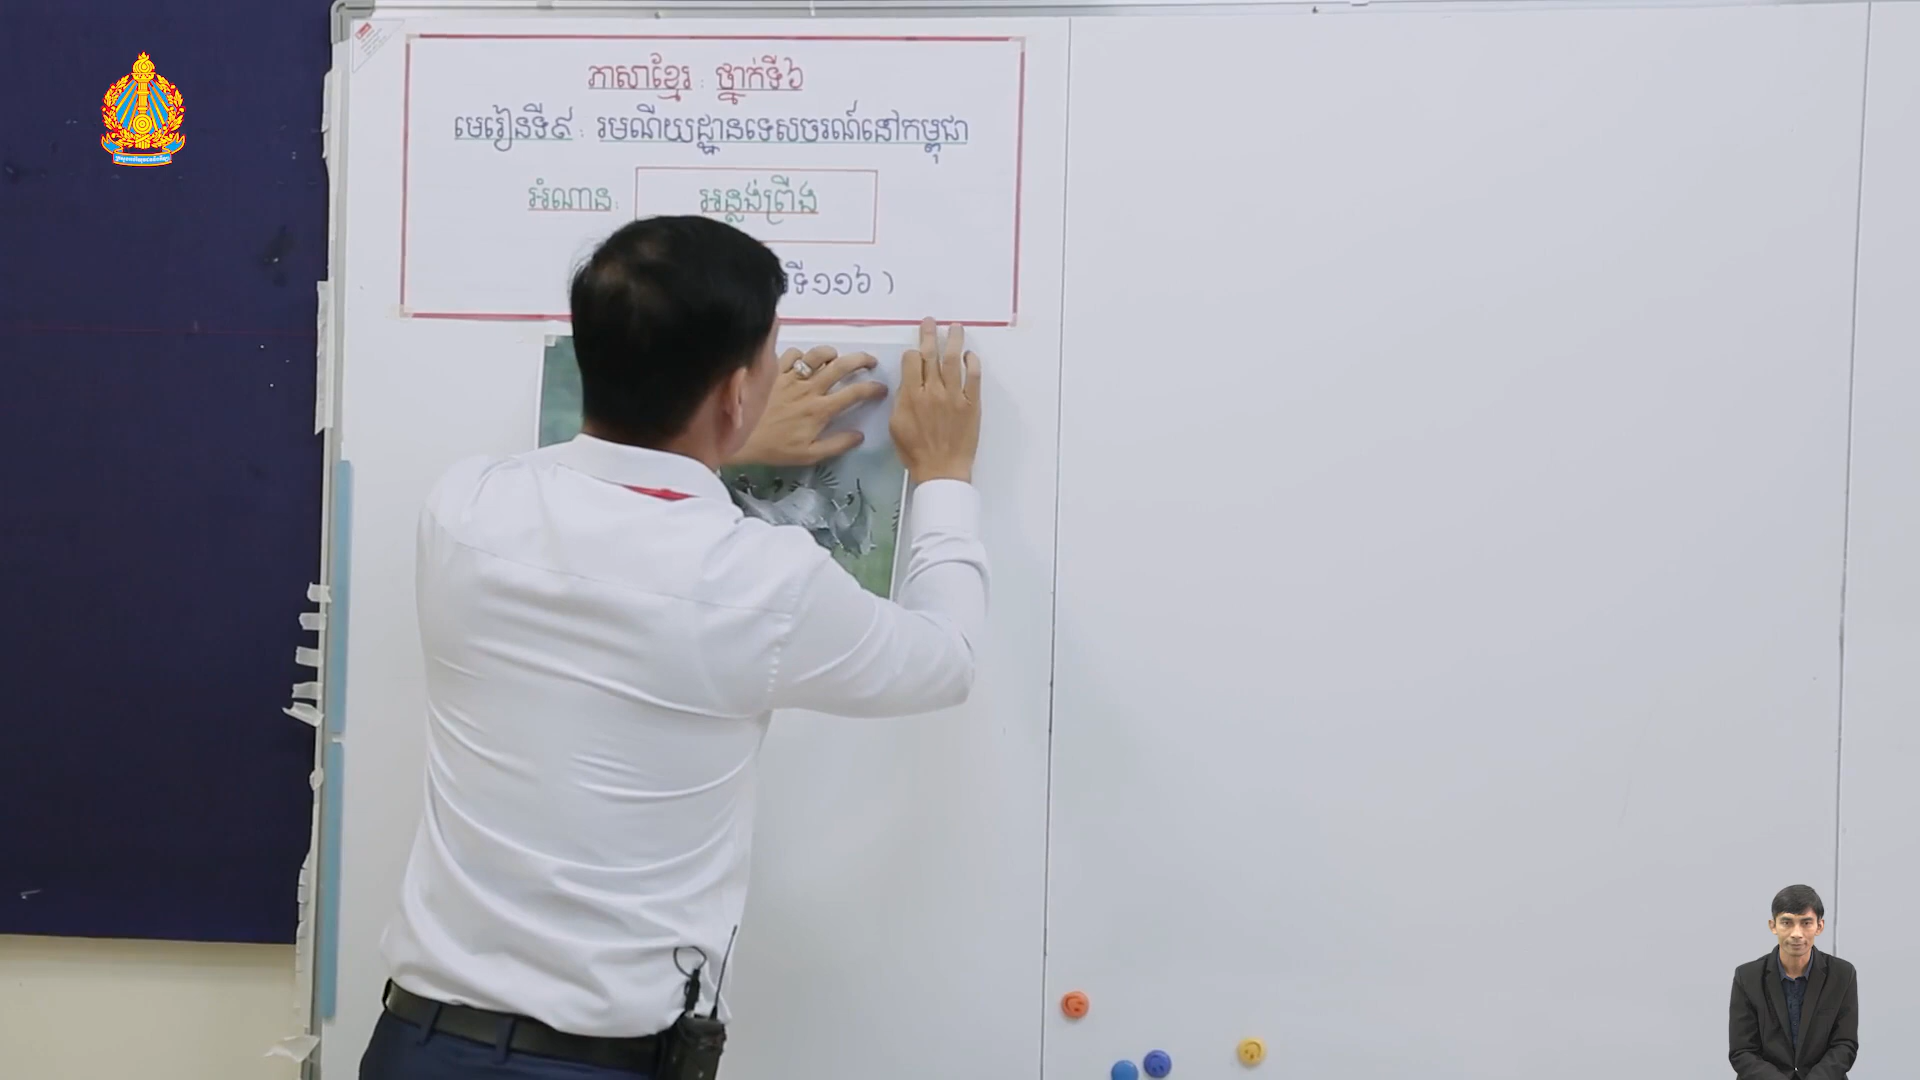 ភាសាខ្មែរ : ថ្នាក់ទី៦
មេរៀនទី៩ : រមណីយដ្ឋានទេសចរណ៍នៅកម្ពុជា
អំណាន: អន្លង់ព្រីង
ទី១១៦ )